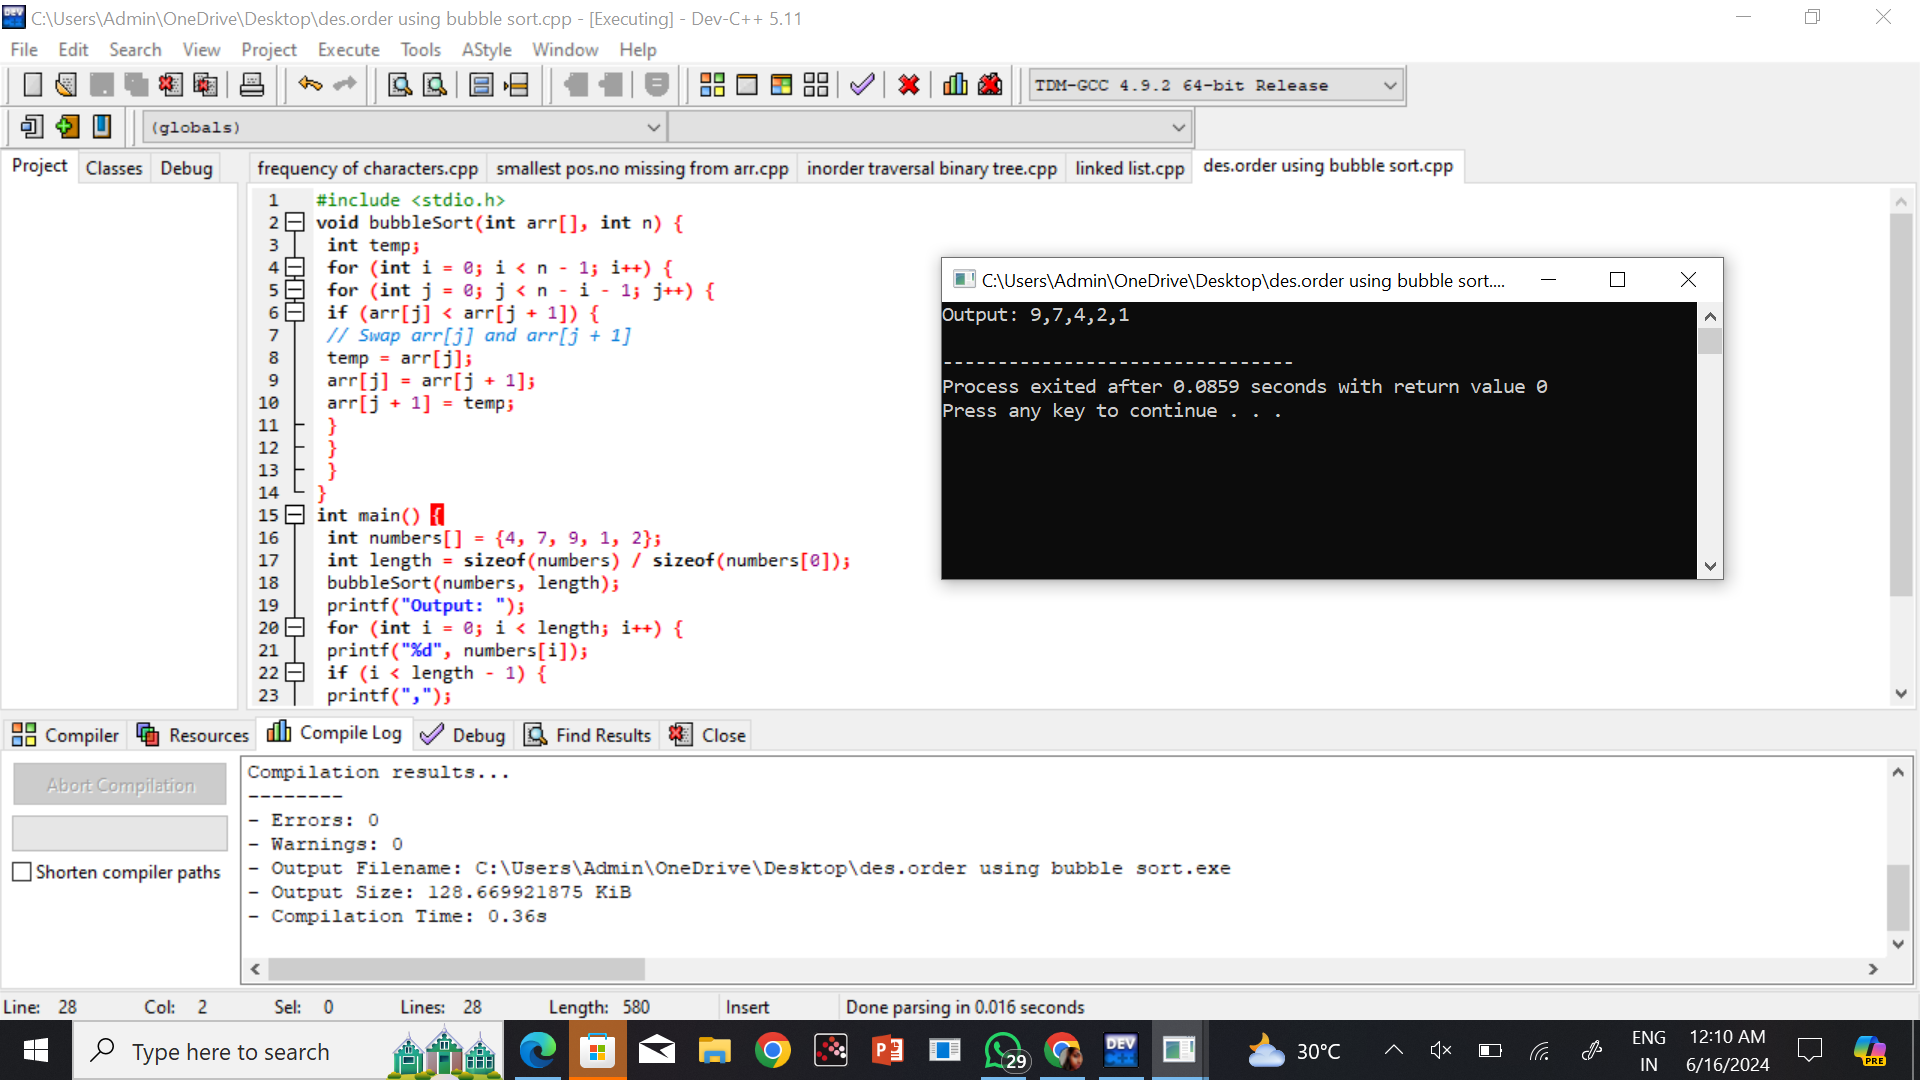 C:\Users\Admin\OneDrive\Desktop\des.order using bubble sort.cpp - [Executing] - Dev-C++ 5.11
File Edit Search View Project Execute Tools AStyle Window Help
TDM-GCC 4.9.2 64-bit Release
(globals)
Project Classes Debug
frequency of characters.cpp smallest pos.no missing from arr.cpp inorder traversal binary tree.cpp linked list.cpp des.order using bubble sort.cpp
1 #include <stdio.h>
2 void bubbleSort(int arr[], int n) {
3 int temp;
4 for (int i = 0; i < n - 1; i++) {
5 for (int j = 0; j < n - i - 1; j++) {
6 if (arr[j] < arr[j + 1]) {
7 // Swap arr[j] and arr[j + 1]
8 temp = arr[j];
9 arr[j] = arr[j + 1];
10 arr[j + 1] = temp;
11 }
12 }
13 }
14 }
15 int main() {
16 int numbers[] = {4, 7, 9, 1, 2};
17 int length = sizeof(numbers) / sizeof(numbers[0]);
18 bubbleSort(numbers, length);
19 printf("Output: ");
20 for (int i = 0; i < length; i++) {
21 printf("%d", numbers[i]);
22 if (i < length - 1) {
23 printf(",");
C:\Users\Admin\OneDrive\Desktop\des.order using bubble sort....
Output: 9,7,4,2,1
--------------------------------
Process exited after 0.0859 seconds with return value 0
Press any key to continue . . .
Compiler Resources Compile Log Debug Find Results Close
Abort Compilation
Shorten compiler paths
Compilation results...
--------
- Errors: 0
- Warnings: 0
- Output Filename: C:\Users\Admin\OneDrive\Desktop\des.order using bubble sort.exe
- Output Size: 128.669921875 KiB
- Compilation Time: 0.36s
Line: 28 Col: 2 Sel: 0 Lines: 28 Length: 580 Insert Done parsing in 0.016 seconds
Type here to search
29
DEV
30°C
ENG
IN
12:10 AM
6/16/2024
PRE